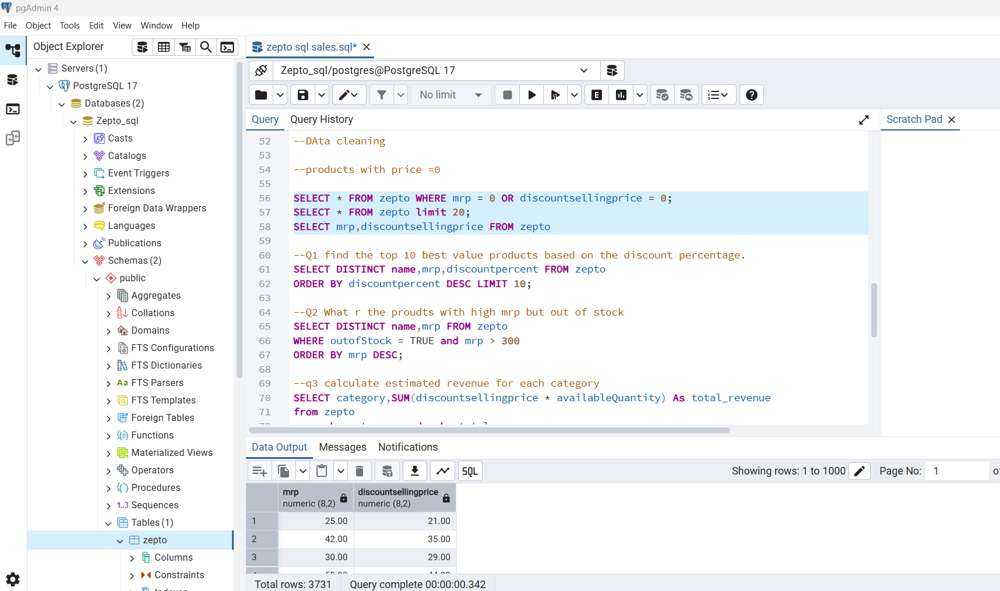 pgAdmin 4
File Object Tools Edit View Window Help
Object Explorer
zepto sql sales.sql*
Servers (1)
PostgreSQL 17
Databases (2)
Zepto_sql
Casts
Catalogs
Event Triggers
Extensions
Foreign Data Wrappers
Languages
Publications
Schemas (2)
public
Aggregates
Collations
Domains
FTS Configurations
FTS Dictionaries
Aa FTS Parsers
FTS Templates
Foreign Tables
Functions
Materialized Views
Operators
Procedures
1..3 Sequences
Tables (1)
zepto
Columns
Constraints
Zepto_sql/postgres@PostgreSQL 17
No limit
E
Query Query History
Scratch Pad
52 --DAta cleaning
53
54 --products with price =0
55
56 SELECT * FROM zepto WHERE mrp = 0 OR discountsellingprice = 0;
57 SELECT * FROM zepto limit 20;
58 SELECT mrp,discountsellingprice FROM zepto
59
60 --Q1 find the top 10 best value products based on the discount percentage.
61 SELECT DISTINCT name,mrp,discountpercent FROM zepto
62 ORDER BY discountpercent DESC LIMIT 10;
63
64 --Q2 What r the proudts with high mrp but out of stock
65 SELECT DISTINCT name,mrp FROM zepto
66 WHERE outofStock = TRUE and mrp > 300
67 ORDER BY mrp DESC;
68
69 --q3 calculate estimated revenue for each category
70 SELECT category,SUM(discountsellingprice * availableQuantity) As total_revenue
71 from zepto
Data Output Messages Notifications
SQL
Showing rows: 1 to 1000
Page No: 1
mrp discountsellingprice
numeric (8,2) numeric (8,2)
1 25.00 21.00
2 42.00 35.00
3 30.00 29.00
Total rows: 3731 Query complete 00:00:00.342